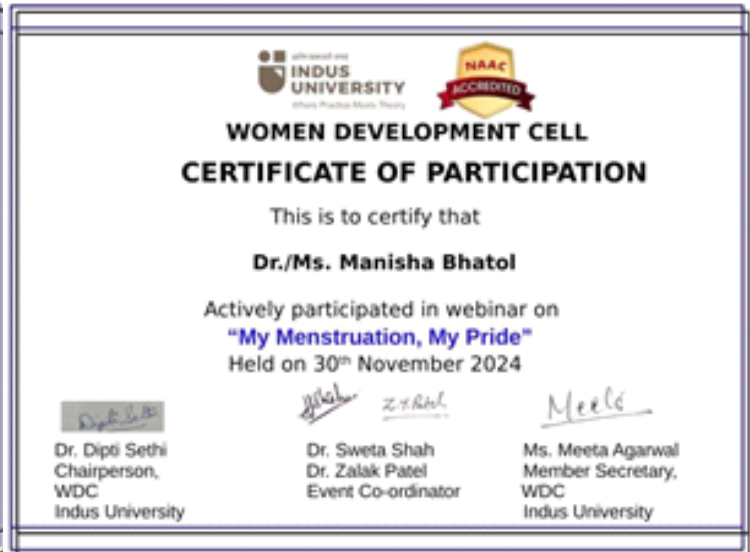 INDUS
UNIVERSITY
Where Practice Meets Theory
NAAC
ACCREDITED
WOMEN DEVELOPMENT CELL
CERTIFICATE OF PARTICIPATION
This is to certify that
Dr./Ms. Manisha Bhatol
Actively participated in webinar on
“My Menstruation, My Pride”
Held on 30th November 2024
Dipti Sethi
Z.Y.Patel
Meeta
Dr. Dipti Sethi
Chairperson,
WDC
Indus University
Dr. Sweta Shah
Dr. Zalak Patel
Event Co-ordinator
Ms. Meeta Agarwal
Member Secretary,
WDC
Indus University